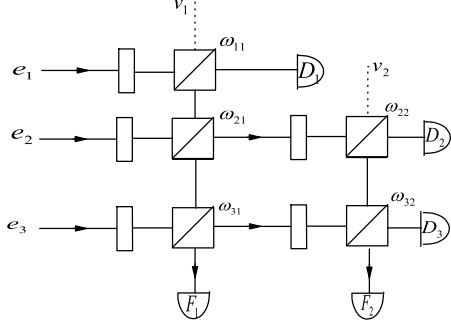 v₁
ω₁₁
e₁ D₁
v₂
ω₂₁ ω₂₂
e₂ D₂
ω₃₁ ω₃₂
e₃ D₃
F₁ F₂